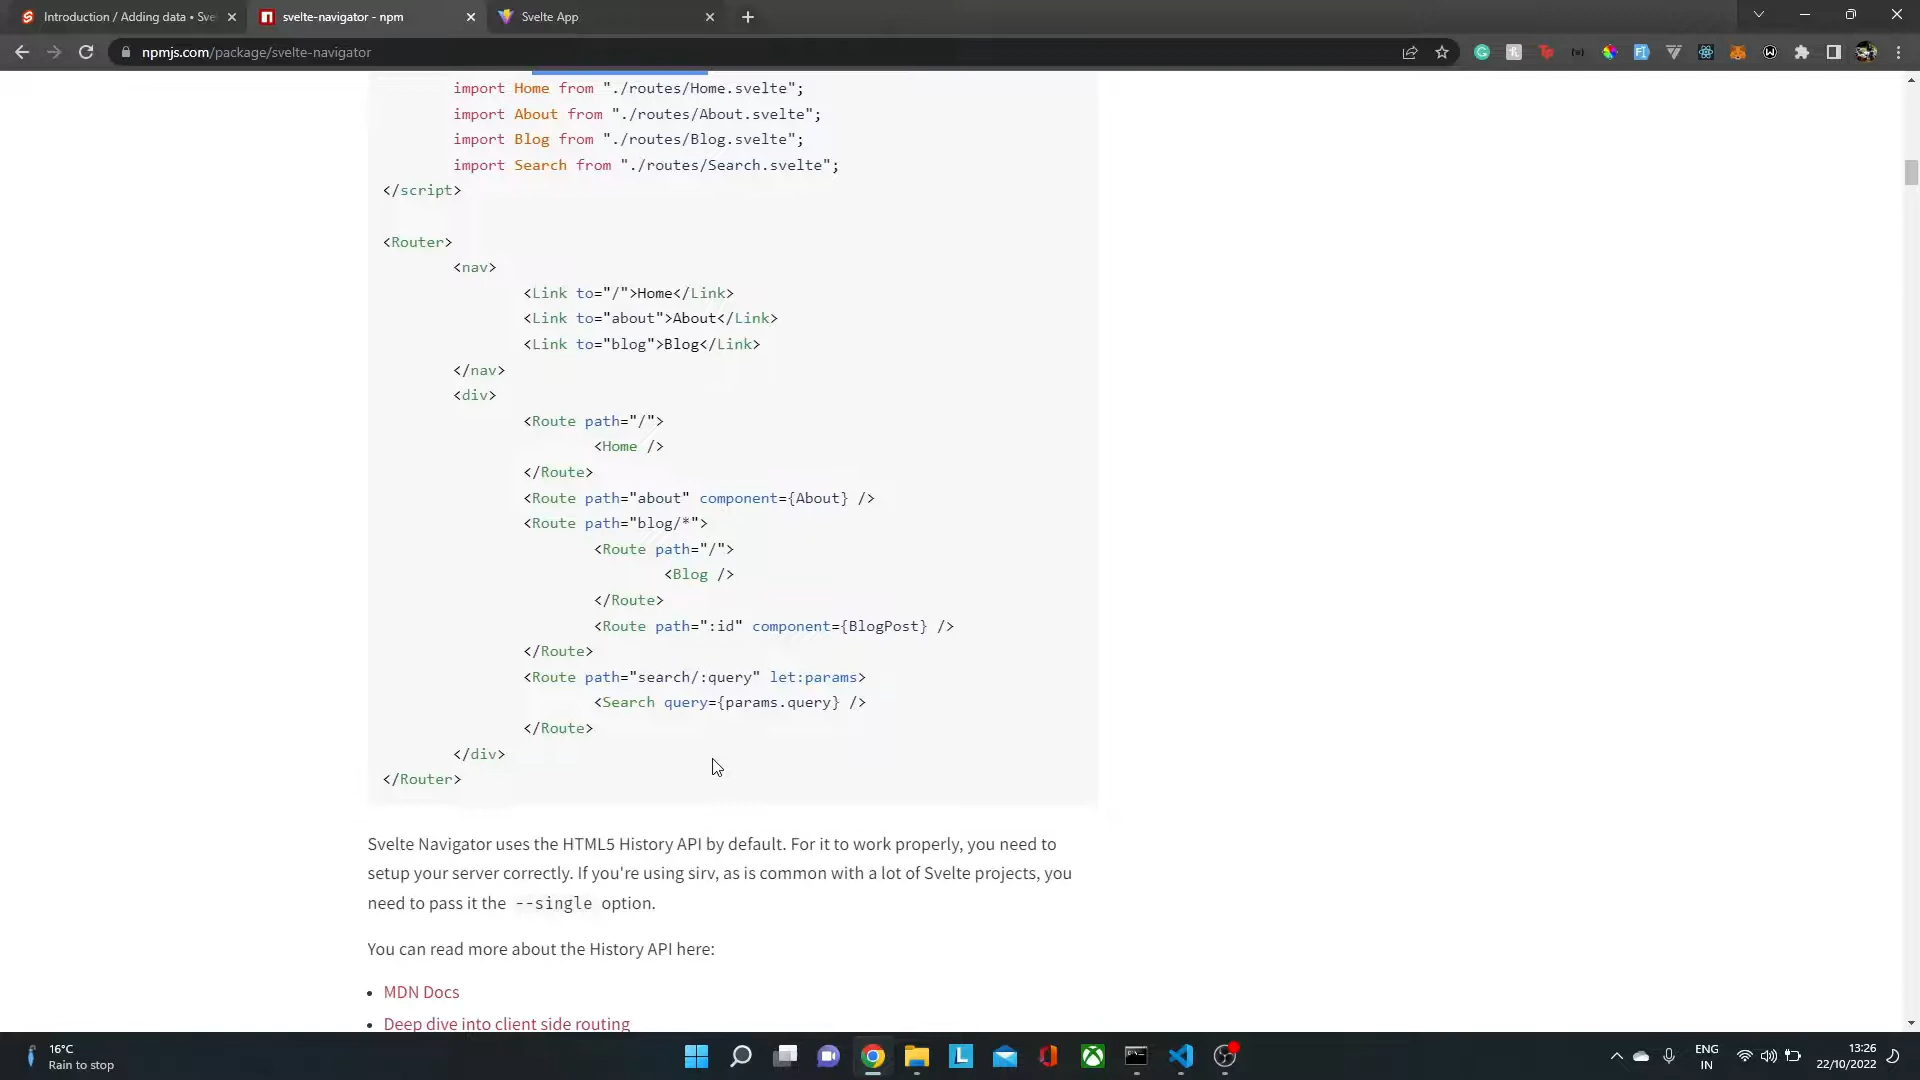 Introduction / Adding data • Sve
svelte-navigator - npm
Svelte App
npmjs.com/package/svelte-navigator
import Home from "./routes/Home.svelte";
import About from "./routes/About.svelte";
import Blog from "./routes/Blog.svelte";
import Search from "./routes/Search.svelte";
</script>
<Router>
<nav>
<Link to="/">Home</Link>
<Link to="about">About</Link>
<Link to="blog">Blog</Link>
</nav>
<div>
<Route path="/">
<Home />
</Route>
<Route path="about" component={About} />
<Route path="blog/*">
<Route path="/">
<Blog />
</Route>
<Route path=":id" component={BlogPost} />
</Route>
<Route path="search/:query" let:params>
<Search query={params.query} />
</Route>
</div>
</Router>
Svelte Navigator uses the HTML5 History API by default. For it to work properly, you need to
setup your server correctly. If you're using sirv, as is common with a lot of Svelte projects, you
need to pass it the --single option.
You can read more about the History API here:
• MDN Docs
• Deep dive into client side routing
16°C
Rain to stop
ENG
IN
13:26
22/10/2022